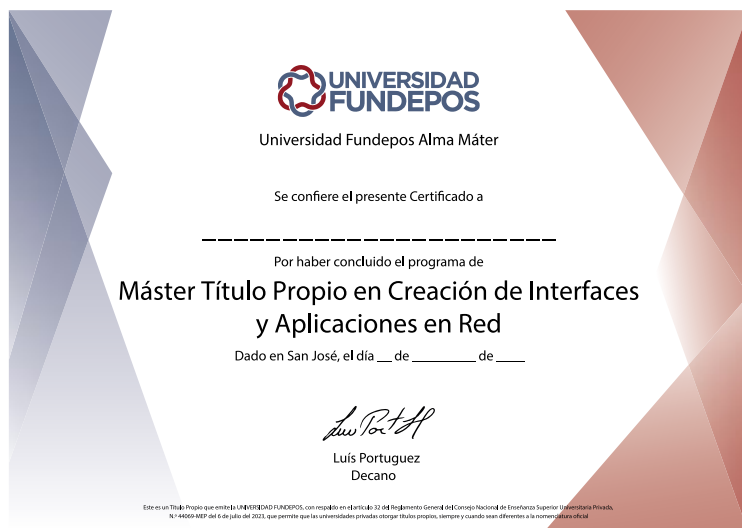 UNIVERSIDAD
FUNDEPOS
Universidad Fundepos Alma Máter
Se confiere el presente Certificado a
Por haber concluido el programa de
Máster Título Propio en Creación de Interfaces
y Aplicaciones en Red
Dado en San José, el día __ de ________ de ____
Luís Portuguez
Decano
Este es un Título Propio que emite la UNIVERSIDAD FUNDEPOS, con respaldo en el artículo 32 del Reglamento General del Consejo Nacional de Enseñanza Superior Universitaria Privada,
N.º 44069-MEP del 6 de julio del 2023, que permite que las universidades privadas otorgar títulos propios, siempre y cuando sean diferentes a la nomenclatura oficial